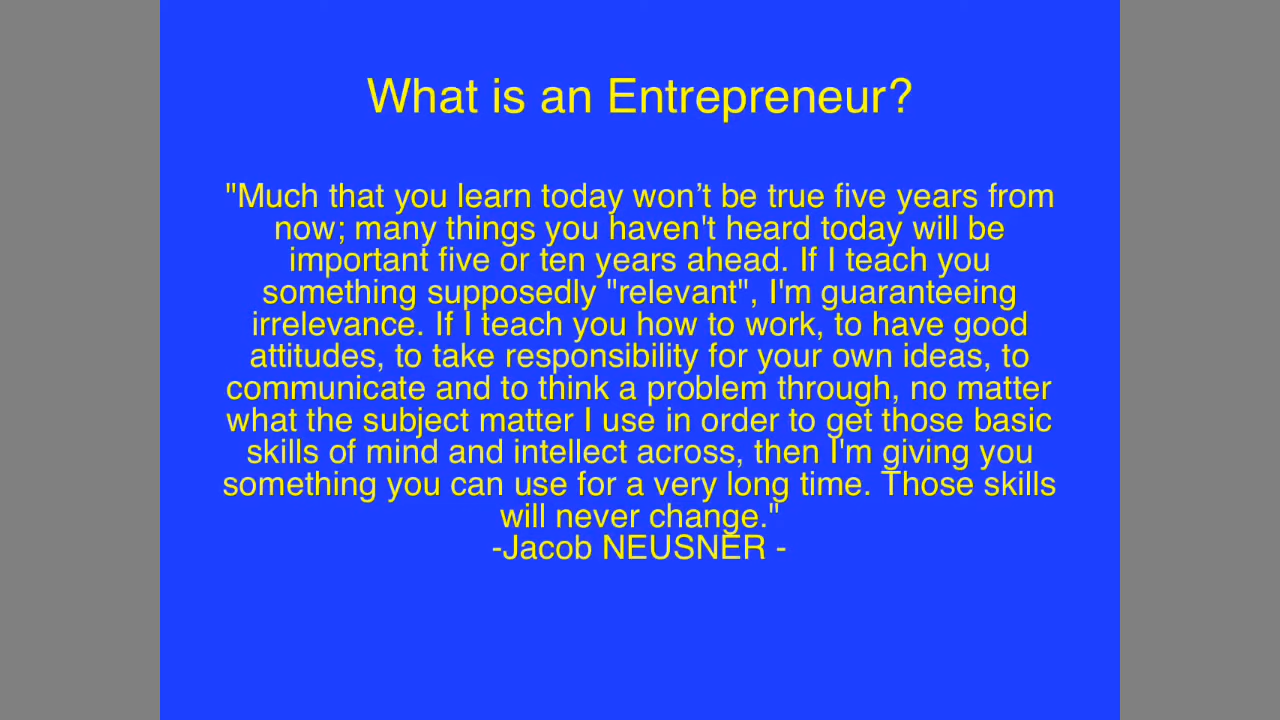 What is an Entrepreneur?
"Much that you learn today won’t be true five years from
now; many things you haven't heard today will be
important five or ten years ahead. If I teach you
something supposedly "relevant", I'm guaranteeing
irrelevance. If I teach you how to work, to have good
attitudes, to take responsibility for your own ideas, to
communicate and to think a problem through, no matter
what the subject matter I use in order to get those basic
skills of mind and intellect across, then I'm giving you
something you can use for a very long time. Those skills
will never change."
-Jacob NEUSNER -